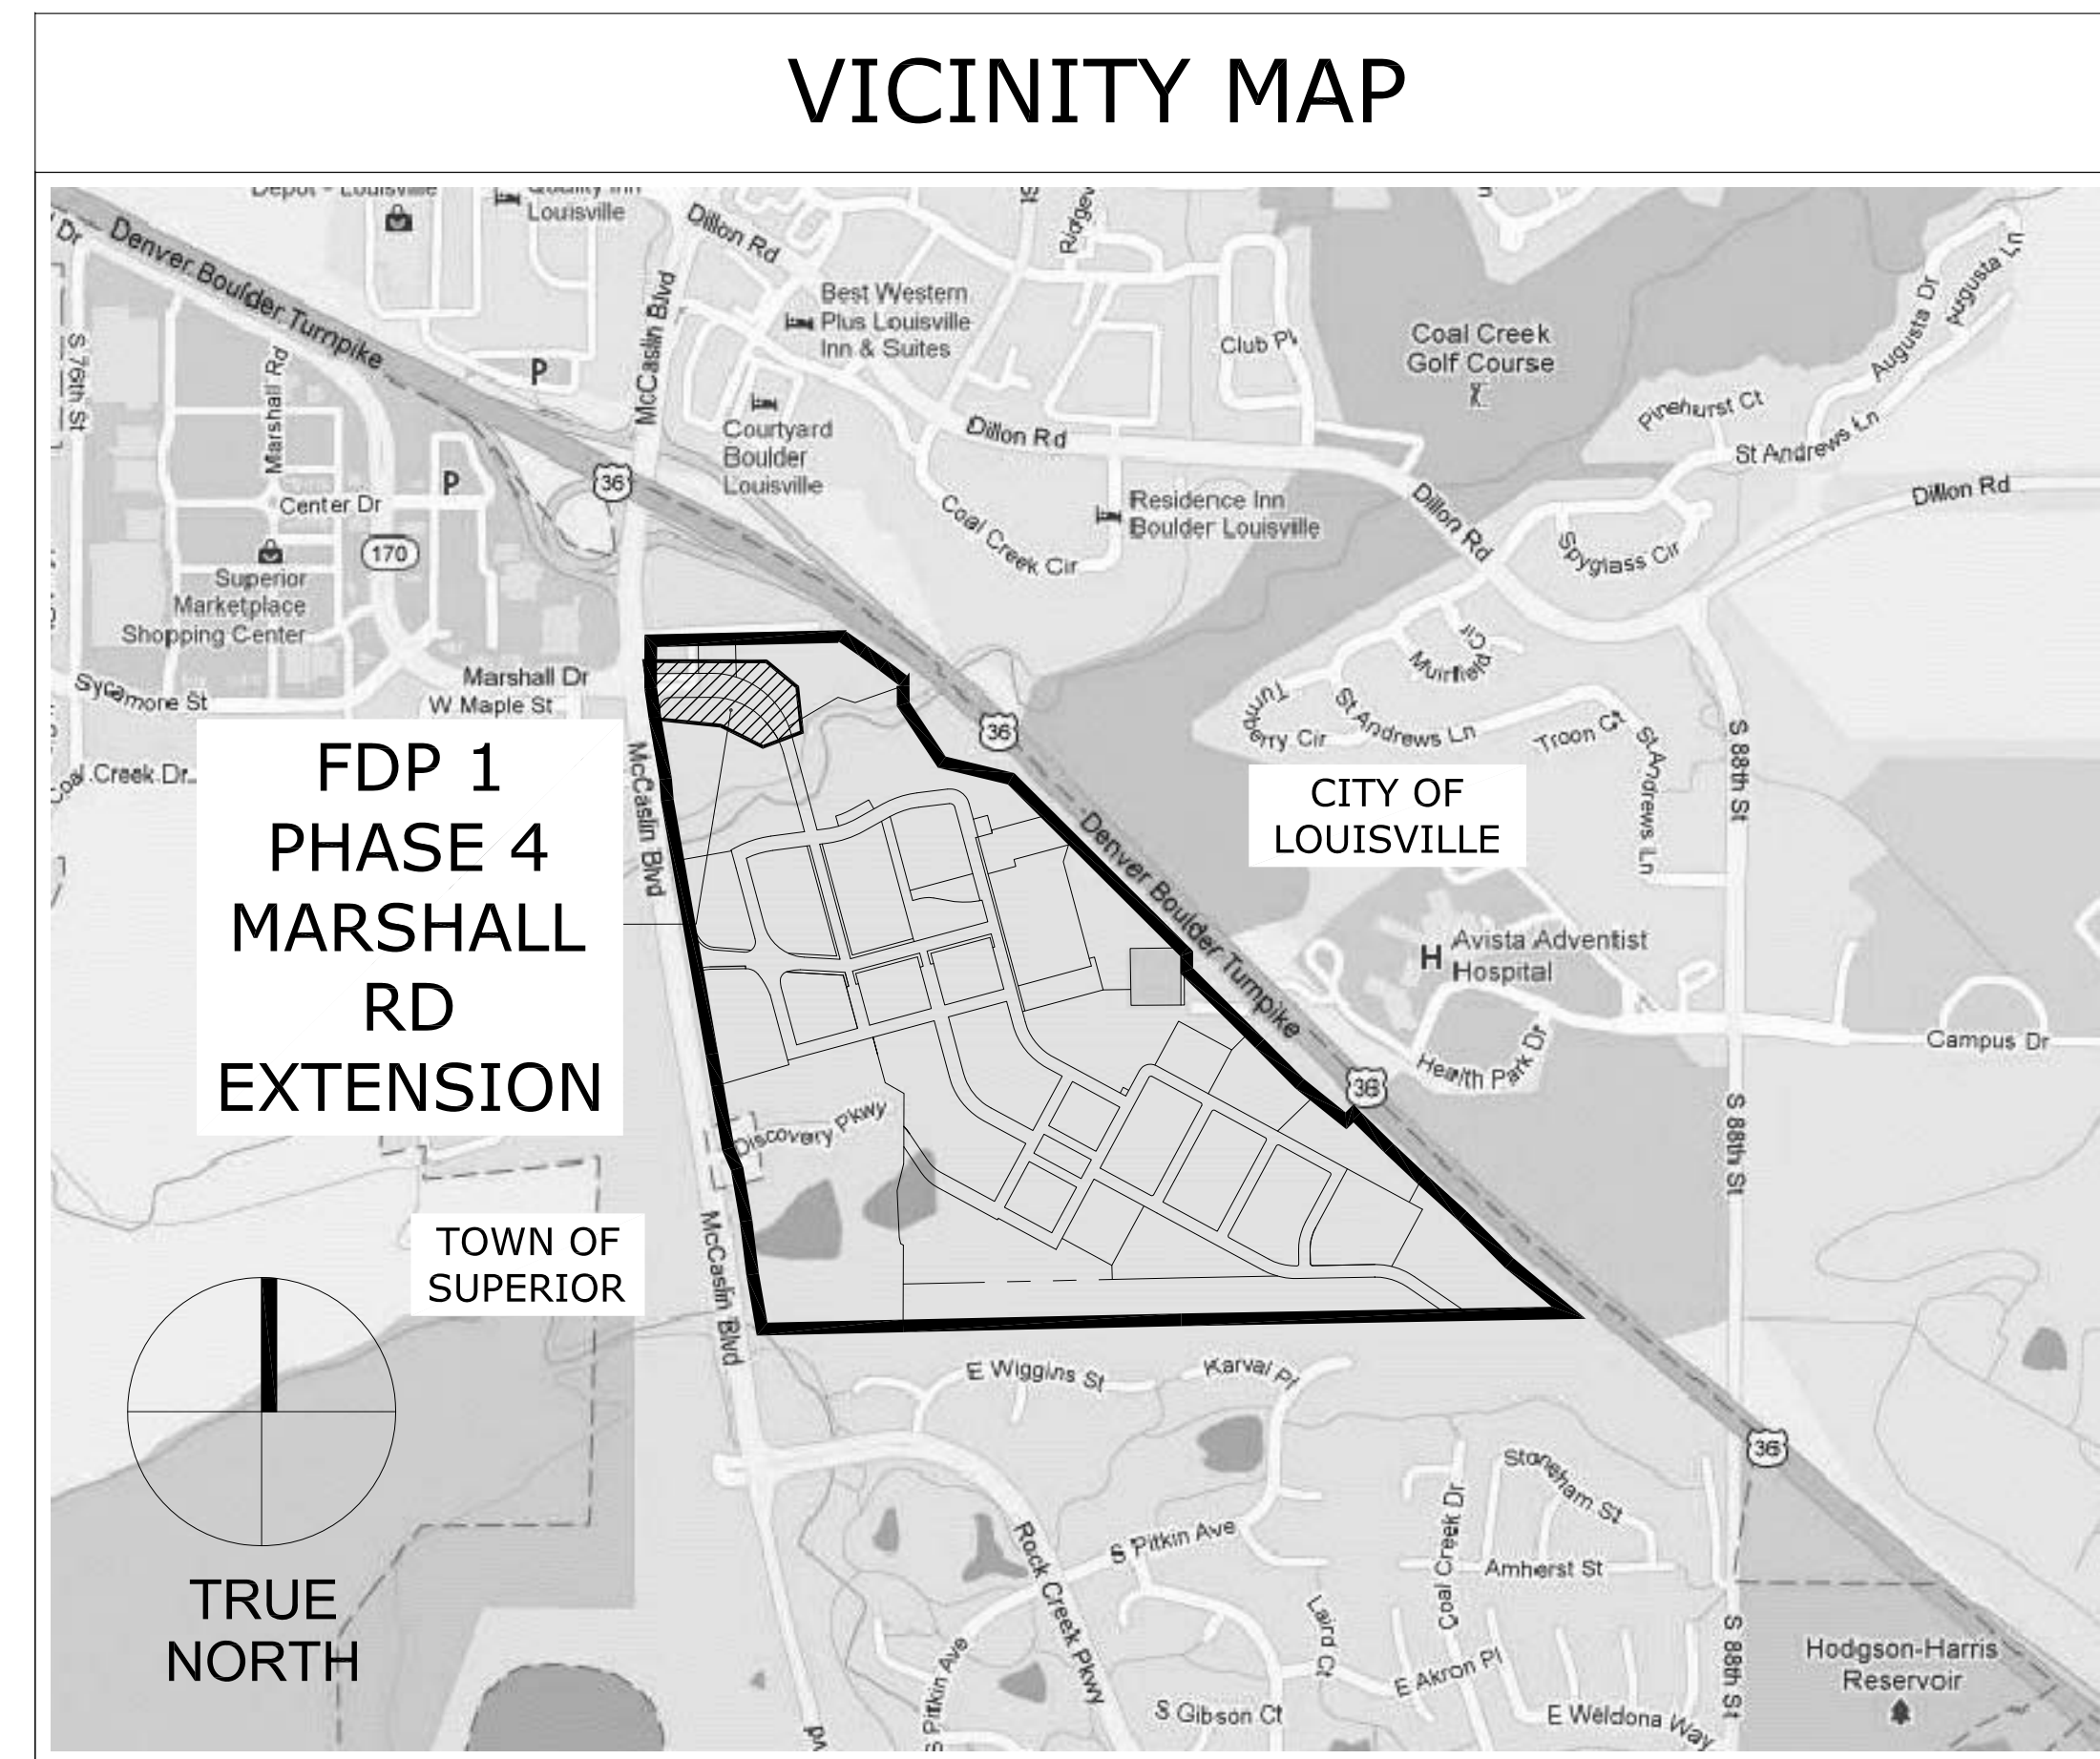 VICINITY MAP
Louisville
Dr
Denver Boulder Turnpike
Dillon Rd
McCaslin Blvd
S 76th St
Marshall Rd
P
Best Western
Plus Louisville
Inn & Suites
Club Pl
Coal Creek
Golf Course
Augusta Dr
Augusta Ln
Pinehurst Ct
St Andrews Ln
Courtyard
Boulder
Louisville
Dillon Rd
36
P
Center Dr
170
Superior
Marketplace
Shopping Center
Coal Creek Cir
Residence Inn
Boulder Louisville
Dillon Rd
Spyglass Cir
Dillon Rd
Muirfield Cir
Sycamore St
Marshall Dr
W Maple St
36
Turnberry Cir
St Andrews Ln
Troon Ct
St Andrews Ln
S 88th St
Coal Creek Dr
McCaslin Blvd
FDP 1
PHASE 4
MARSHALL
RD
EXTENSION
CITY OF
LOUISVILLE
Denver Boulder Turnpike
H
Avista Adventist
Hospital
Campus Dr
Health Park Dr
36
S 88th St
Discovery Pkwy
TOWN OF
SUPERIOR
McCaslin Blvd
E Wiggins St
Karval Pl
36
Stoneham St
S Pitkin Ave
Coal Creek Dr
Amherst St
Rock Creek Pkwy
Laird Ct
TRUE
NORTH
S Pitkin Ave
S Gibson Ct
E Akron Pl
E Weldona Way
S 88th St
Hodgson-Harris
Reservoir